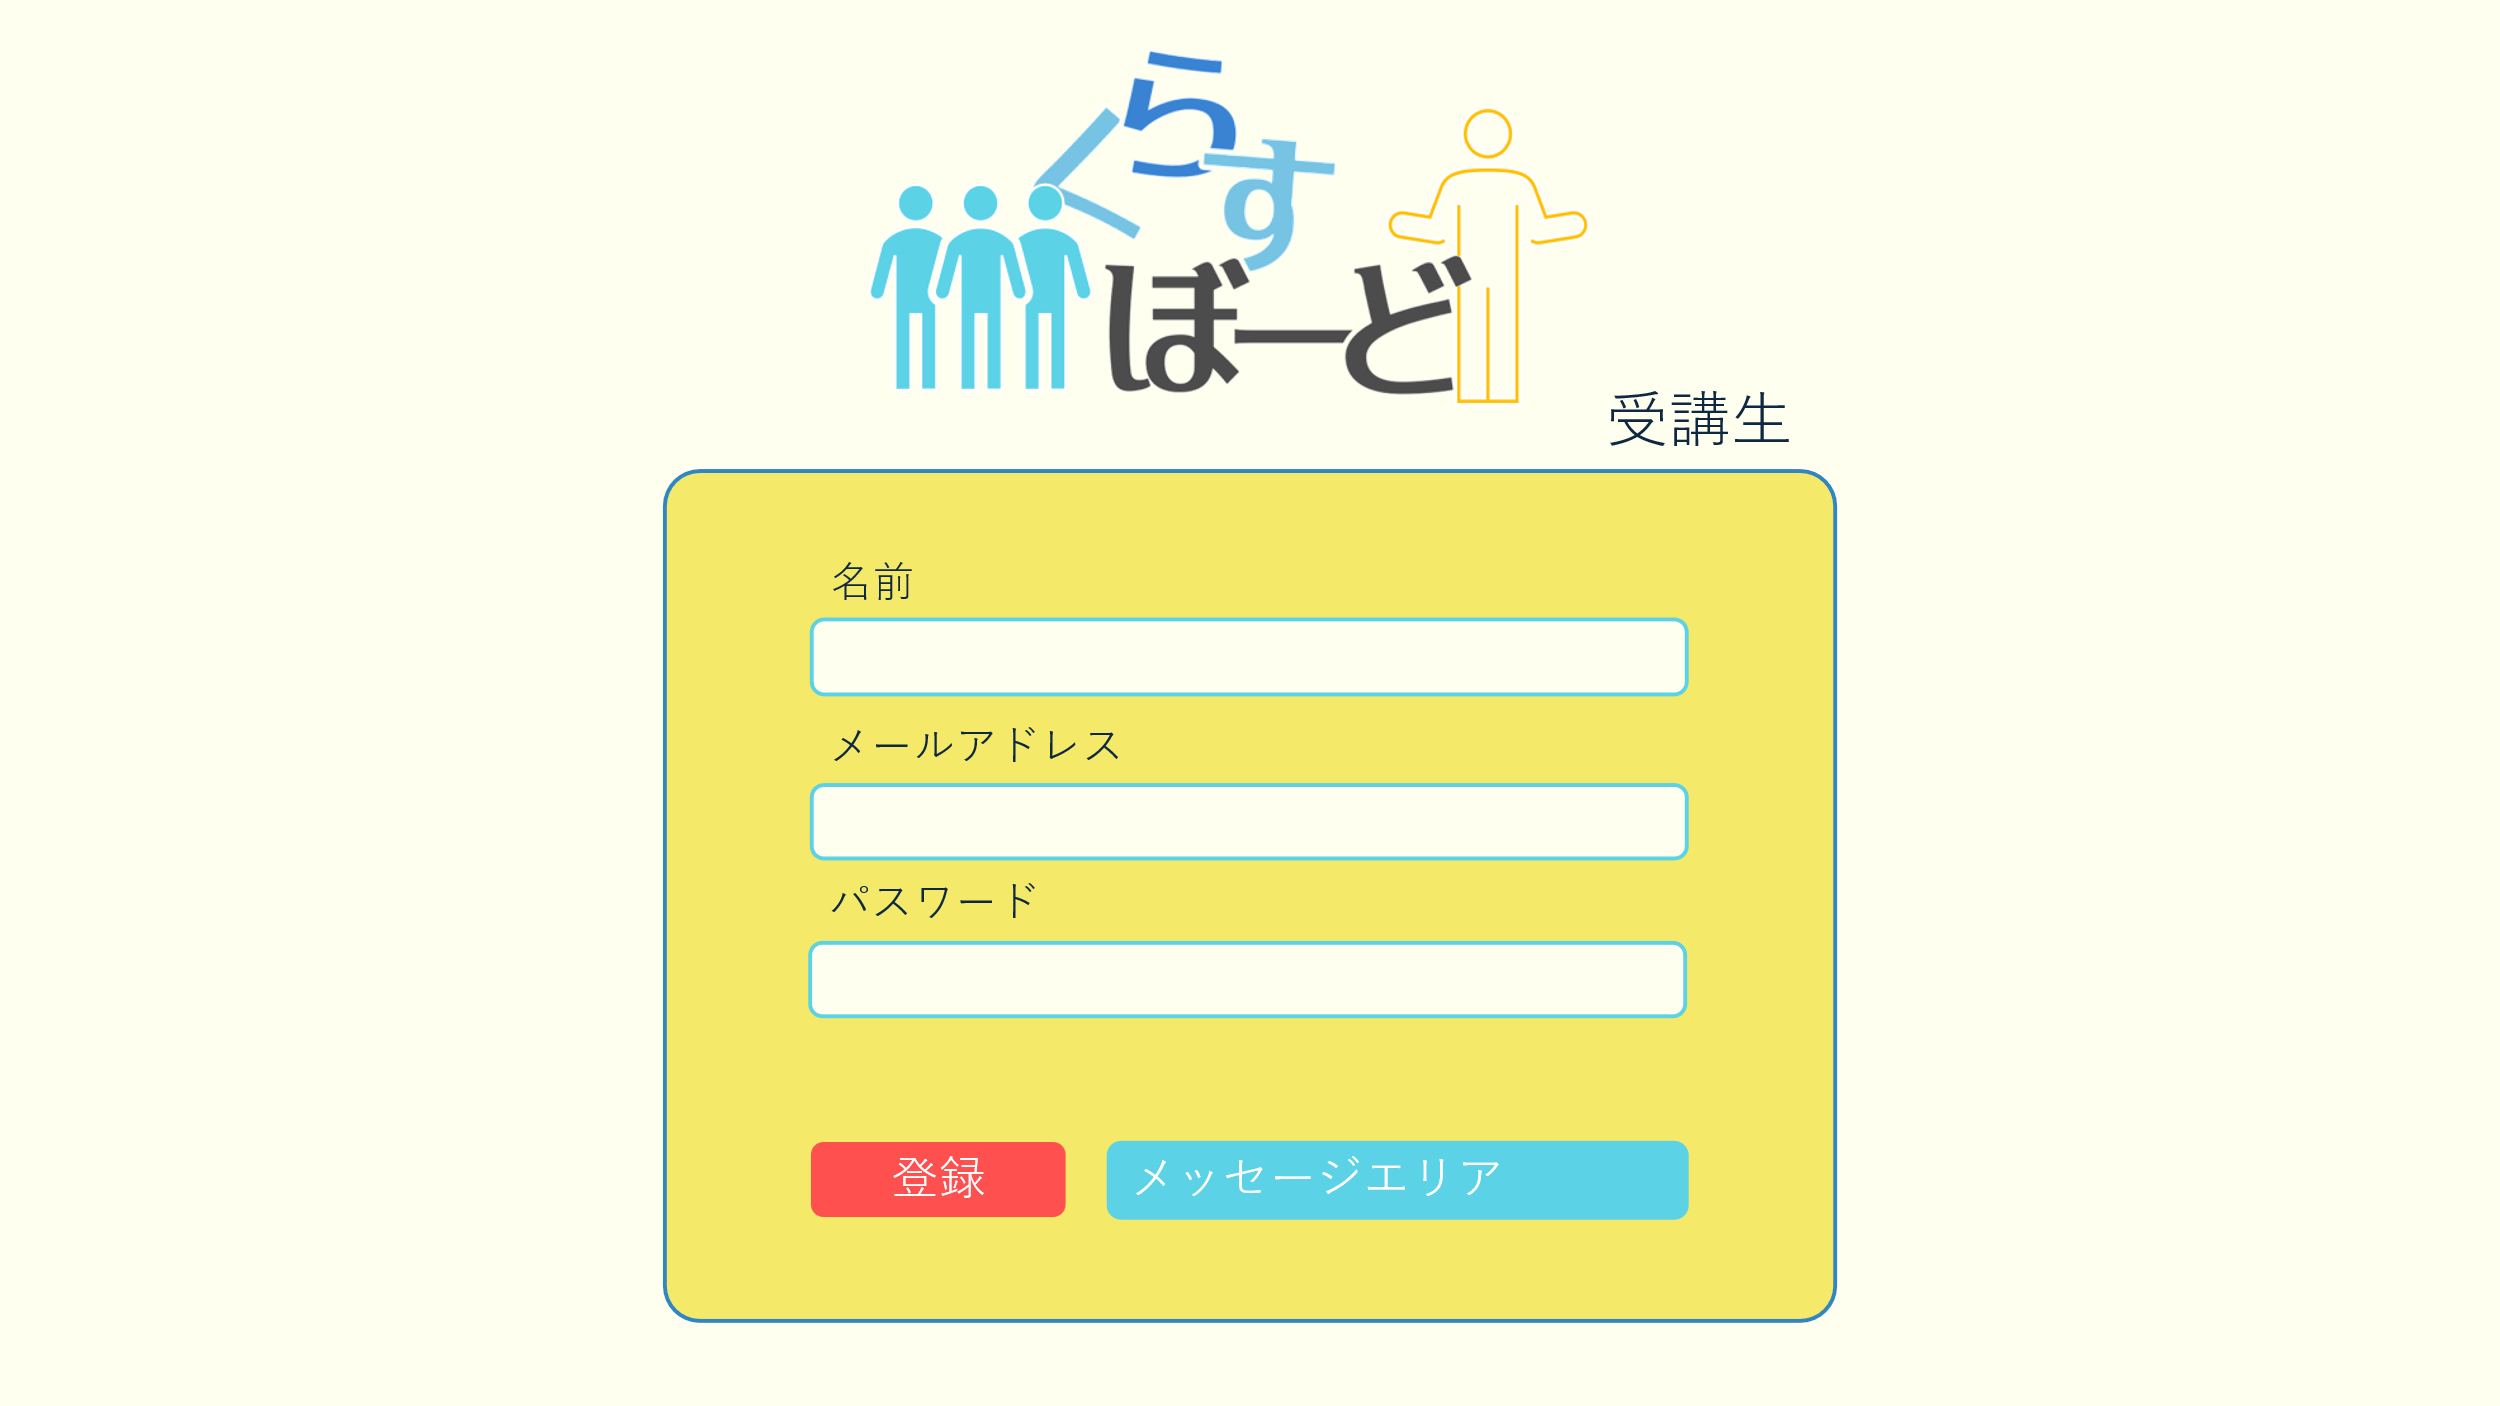 くらす
ぼーど
受講生
名前
メールアドレス
パスワード
登録
メッセージエリア